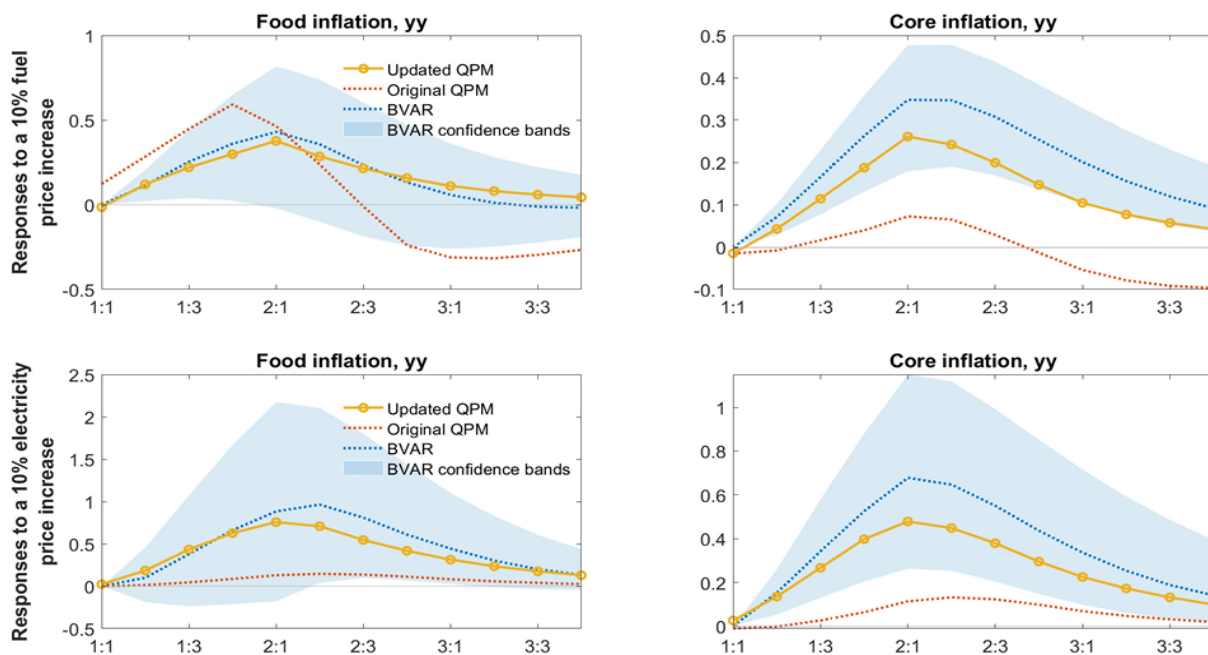 Food inflation, yy
Responses to a 10% fuel
price increase
1
0.5
0
-0.5
Updated QPM
Original QPM
BVAR
BVAR confidence bands
1:1 1:3 2:1 2:3 3:1 3:3
Core inflation, yy
0.5
0.4
0.3
0.2
0.1
0
-0.1
1:1 1:3 2:1 2:3 3:1 3:3
Food inflation, yy
Responses to a 10% electricity
price increase
2.5
2
1.5
1
0.5
0
-0.5
Updated QPM
Original QPM
BVAR
BVAR confidence bands
1:1 1:3 2:1 2:3 3:1 3:3
Core inflation, yy
1
0.8
0.6
0.4
0.2
0
1:1 1:3 2:1 2:3 3:1 3:3